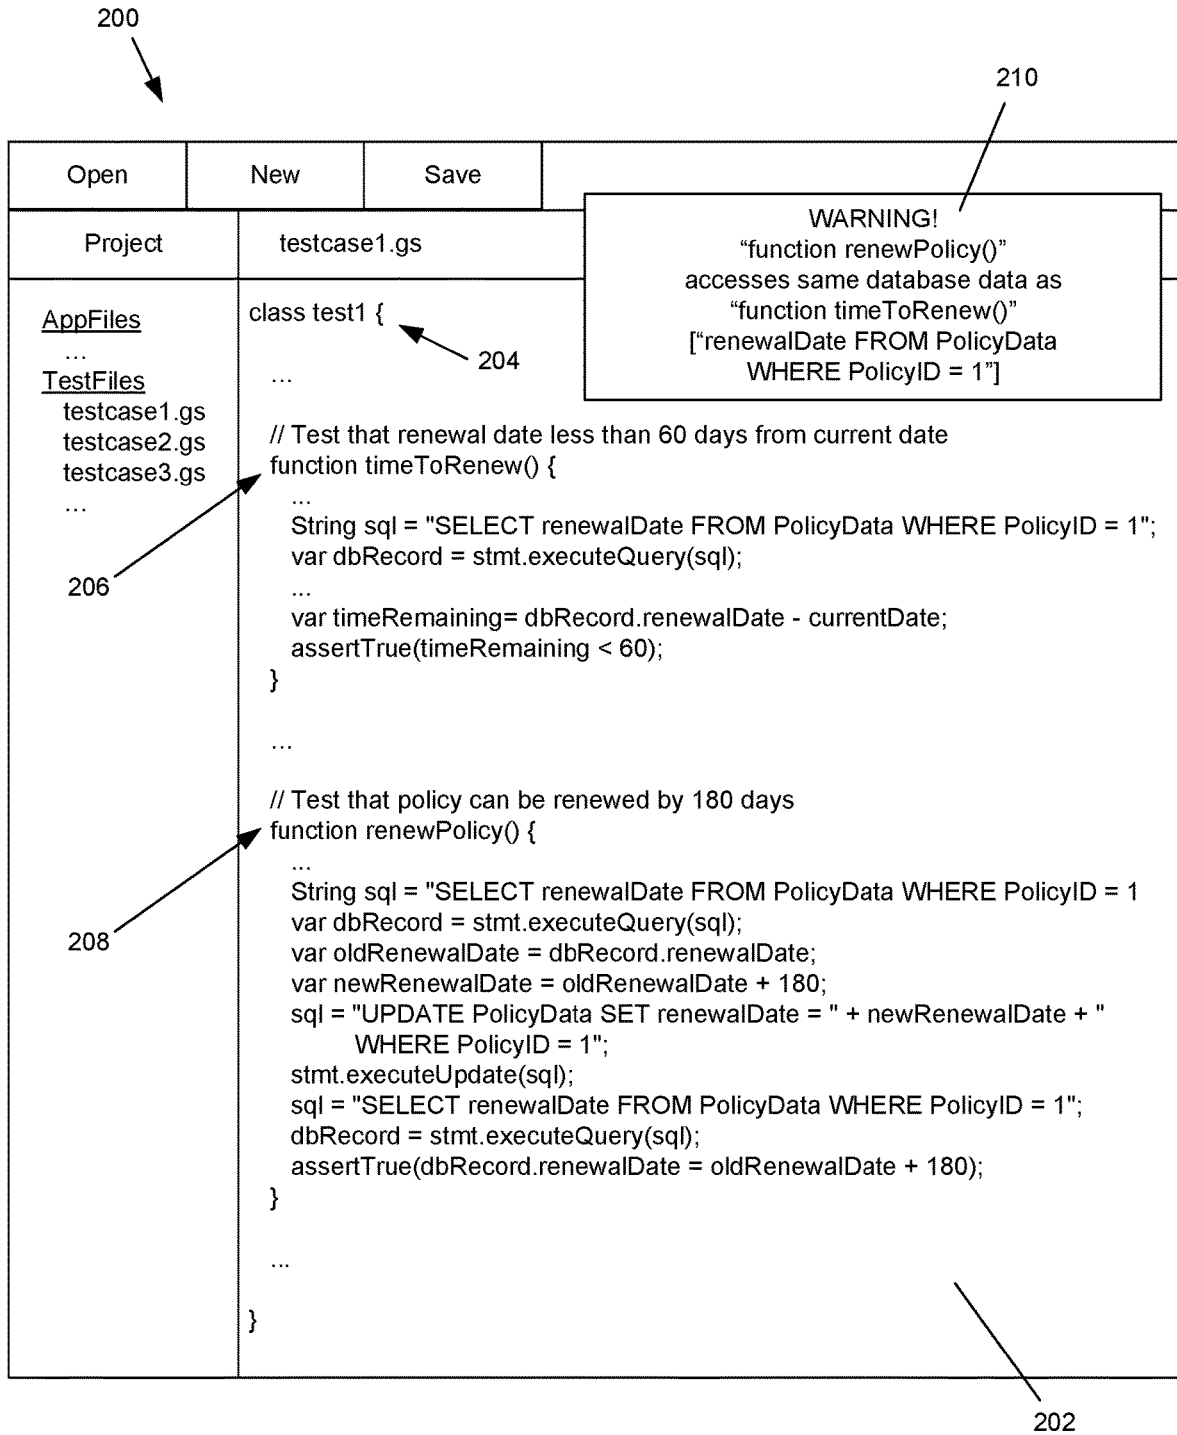 200
210
Open New Save
WARNING!
“function renewPolicy()”
accesses same database data as
“function timeToRenew()”
[“renewalDate FROM PolicyData
WHERE PolicyID = 1”]
Project testcase1.gs
AppFiles
...
TestFiles
testcase1.gs
testcase2.gs
testcase3.gs
...
class test1 {
204
...
// Test that renewal date less than 60 days from current date
function timeToRenew() {
...
String sql = "SELECT renewalDate FROM PolicyData WHERE PolicyID = 1";
var dbRecord = stmt.executeQuery(sql);
206
...
var timeRemaining= dbRecord.renewalDate - currentDate;
assertTrue(timeRemaining < 60);
}
...
// Test that policy can be renewed by 180 days
function renewPolicy() {
...
String sql = "SELECT renewalDate FROM PolicyData WHERE PolicyID = 1
var dbRecord = stmt.executeQuery(sql);
208
var oldRenewalDate = dbRecord.renewalDate;
var newRenewalDate = oldRenewalDate + 180;
sql = "UPDATE PolicyData SET renewalDate = " + newRenewalDate + "
WHERE PolicyID = 1";
stmt.executeUpdate(sql);
sql = "SELECT renewalDate FROM PolicyData WHERE PolicyID = 1";
dbRecord = stmt.executeQuery(sql);
assertTrue(dbRecord.renewalDate = oldRenewalDate + 180);
}
...
}
202